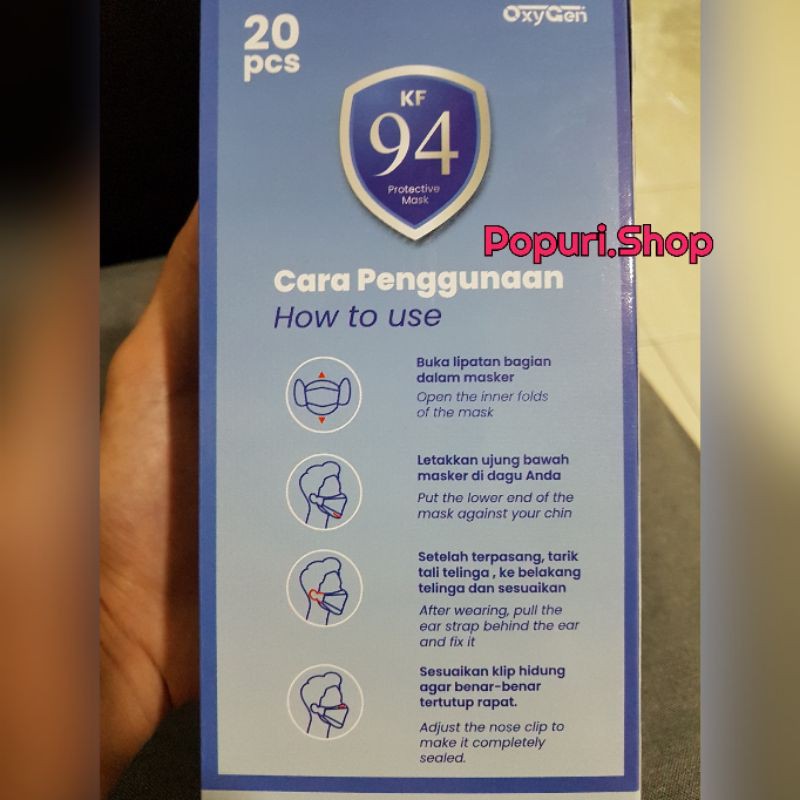 20
pcs
OxyGen
KF
94
Protective
Mask
Popuri.Shop
Cara Penggunaan
How to use
Buka lipatan bagian
dalam masker
Open the inner folds
of the mask
Letakkan ujung bawah
masker di dagu Anda
Put the lower end of the
mask against your chin
Setelah terpasang, tarik
tali telinga , ke belakang
telinga dan sesuaikan
After wearing, pull the
ear strap behind the ear
and fix it
Sesuaikan klip hidung
agar benar-benar
tertutup rapat.
Adjust the nose clip to
make it completely
sealed.